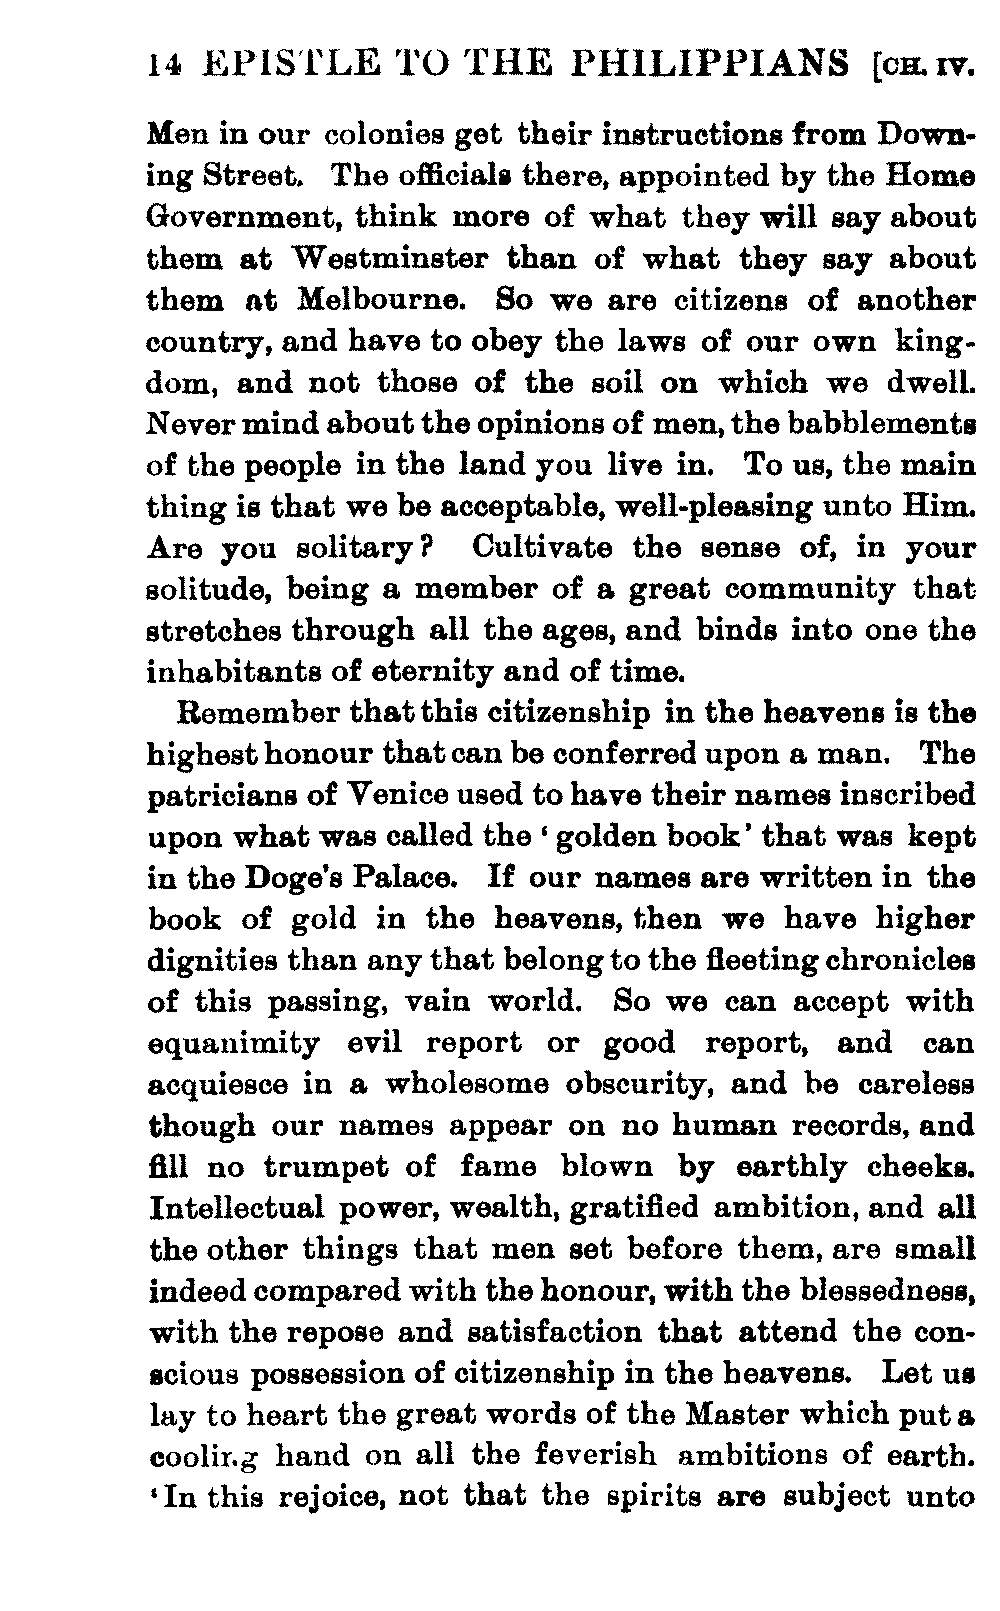 14 EPISTLE TO THE PHILIPPIANS [CH. IV.
Men in our colonies get their instructions from Down-
ing Street. The officials there, appointed by the Home
Government, think more of what they will say about
them at Westminster than of what they say about
them at Melbourne. So we are citizens of another
country, and have to obey the laws of our own king-
dom, and not those of the soil on which we dwell.
Never mind about the opinions of men, the babblements
of the people in the land you live in. To us, the main
thing is that we be acceptable, well-pleasing unto Him.
Are you solitary? Cultivate the sense of, in your
solitude, being a member of a great community that
stretches through all the ages, and binds into one the
inhabitants of eternity and of time.
Remember that this citizenship in the heavens is the
highest honour that can be conferred upon a man. The
patricians of Venice used to have their names inscribed
upon what was called the ‘golden book’ that was kept
in the Doge's Palace. If our names are written in the
book of gold in the heavens, then we have higher
dignities than any that belong to the fleeting chronicles
of this passing, vain world. So we can accept with
equanimity evil report or good report, and can
acquiesce in a wholesome obscurity, and be careless
though our names appear on no human records, and
fill no trumpet of fame blown by earthly cheeks.
Intellectual power, wealth, gratified ambition, and all
the other things that men set before them, are small
indeed compared with the honour, with the blessedness,
with the repose and satisfaction that attend the con-
scious possession of citizenship in the heavens. Let us
lay to heart the great words of the Master which put a
cooling hand on all the feverish ambitions of earth.
‘In this rejoice, not that the spirits are subject unto